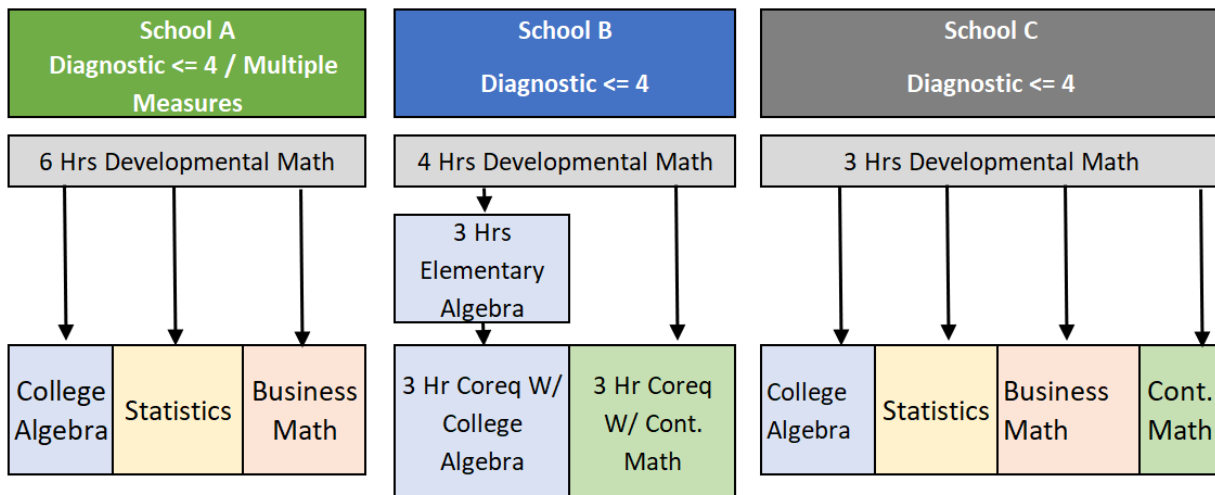 School A
Diagnostic <= 4 / Multiple
Measures
School B
Diagnostic <= 4
School C
Diagnostic <= 4
6 Hrs Developmental Math
4 Hrs Developmental Math
3 Hrs Developmental Math
3 Hrs
Elementary
Algebra
College
Algebra
Statistics
Business
Math
3 Hr Coreq W/
College
Algebra
3 Hr Coreq
W/ Cont.
Math
College
Algebra
Statistics
Business
Math
Cont.
Math